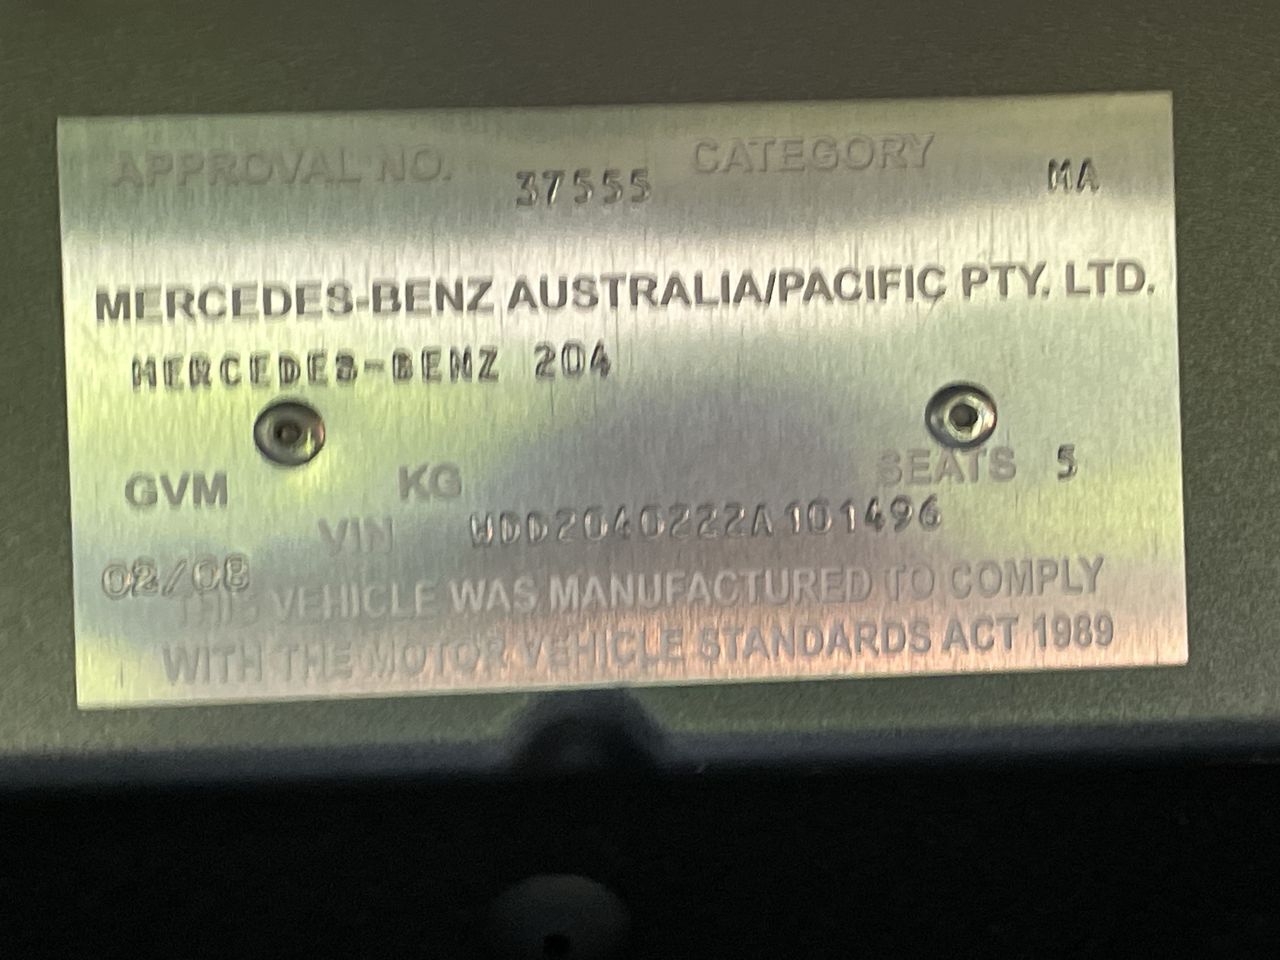 APPROVAL NO. 37555 CATEGORY MA
MERCEDES-BENZ AUSTRALIA/PACIFIC PTY. LTD.
MERCEDES-BENZ 204
GVM KG SEATS 5
VIN WDD2040222A101496
02/08
THIS VEHICLE WAS MANUFACTURED TO COMPLY
WITH THE MOTOR VEHICLE STANDARDS ACT 1989